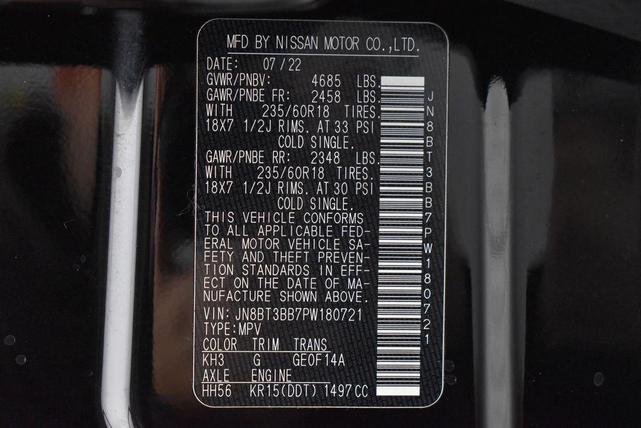 MFD BY NISSAN MOTOR CO.,LTD.
DATE: 07/22
GVWR/PNBV: 4685 LBS.
GAWR/PNBE FR: 2458 LBS.
WITH 235/60R18 TIRES.
18X7 1/2J RIMS. AT 33 PSI
COLD SINGLE.
GAWR/PNBE RR: 2348 LBS.
WITH 235/60R18 TIRES.
18X7 1/2J RIMS. AT 30 PSI
COLD SINGLE.
THIS VEHICLE CONFORMS
TO ALL APPLICABLE FED-
ERAL MOTOR VEHICLE SA-
FETY AND THEFT PREVEN-
TION STANDARDS IN EFF-
ECT ON THE DATE OF MA-
NUFACTURE SHOWN ABOVE.
VIN: JN8BT3BB7PW180721
TYPE:MPV
COLOR TRIM TRANS
KH3 G GE0F14A
AXLE ENGINE
HH56 KR15(DDT) 1497CC
JN8BT3BB7PW180721